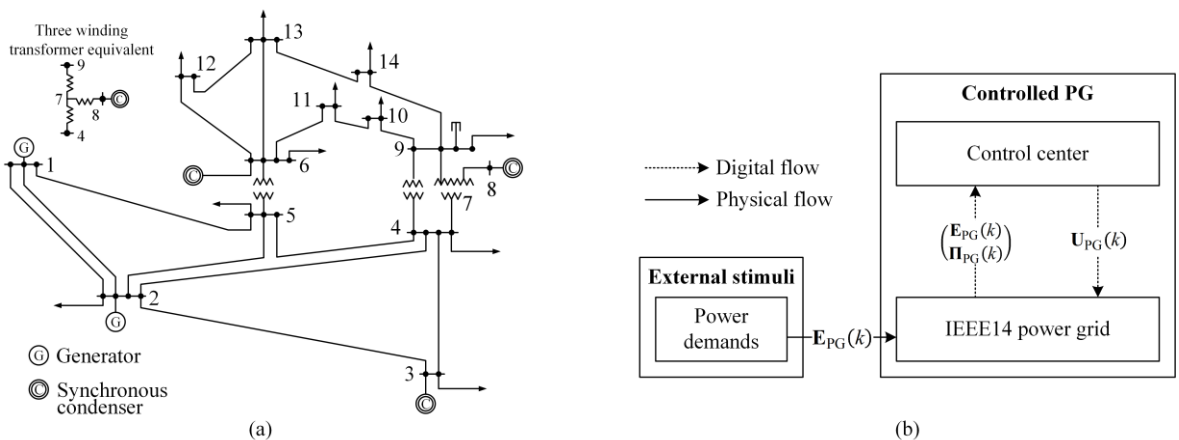 Three winding
transformer equivalent
9
7
8
C
4
G
1
2
G
3
C
4
5
6
C
7
8
C
9
10
11
12
13
14
G Generator
C Synchronous
condenser
(a)
Digital flow
Physical flow
External stimuli
Power
demands
E_PG(k)
Controlled PG
Control center
(E_PG(k)
Π_PG(k))
U_PG(k)
IEEE14 power grid
(b)